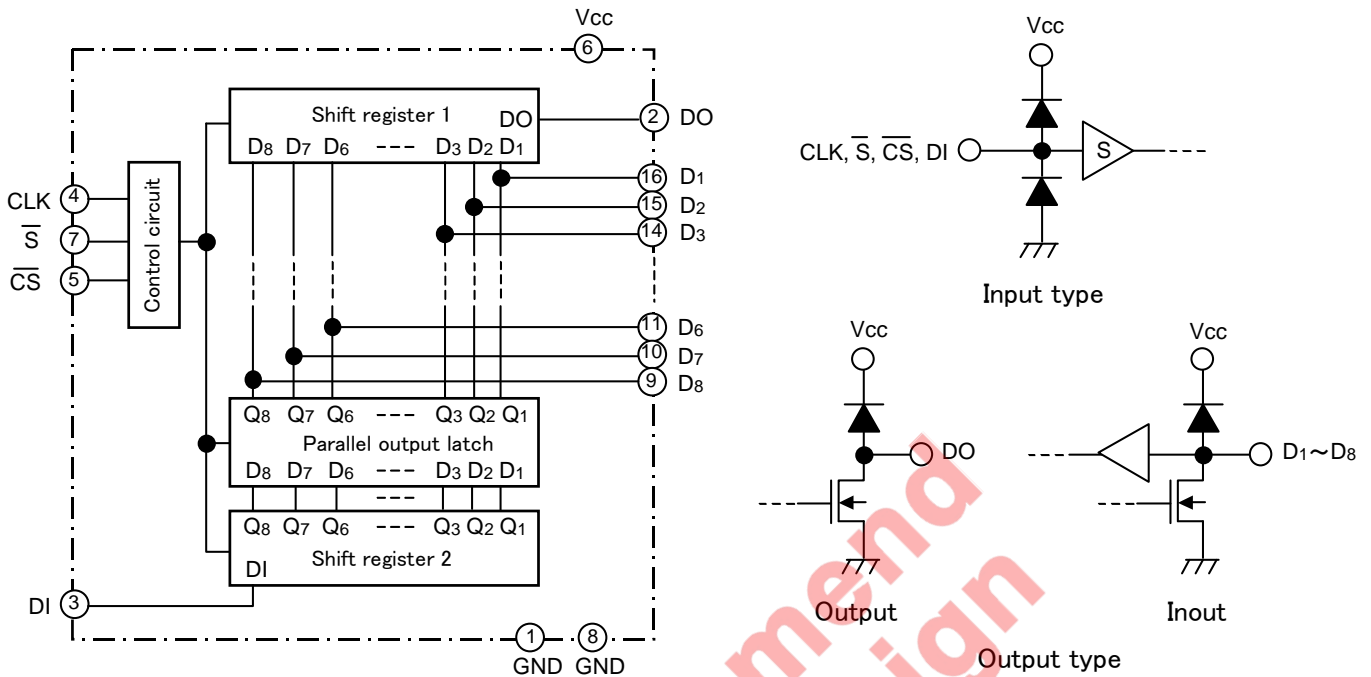 Vcc
6
Shift register 1
DO
D8 D7 D6 --- D3 D2 D1
2 DO
16 D1
15 D2
14 D3
CLK 4
S̅ 7
C̅S̅ 5
Control circuit
11 D6
10 D7
9 D8
Q8 Q7 Q6 --- Q3 Q2 Q1
Parallel output latch
D8 D7 D6 --- D3 D2 D1
Q8 Q7 Q6 --- Q3 Q2 Q1
Shift register 2
DI
DI 3
1 8
GND GND
Vcc
CLK, S̅, C̅S̅, DI
S
Input type
Vcc
DO
Output
Vcc
D1~D8
Inout
Output type